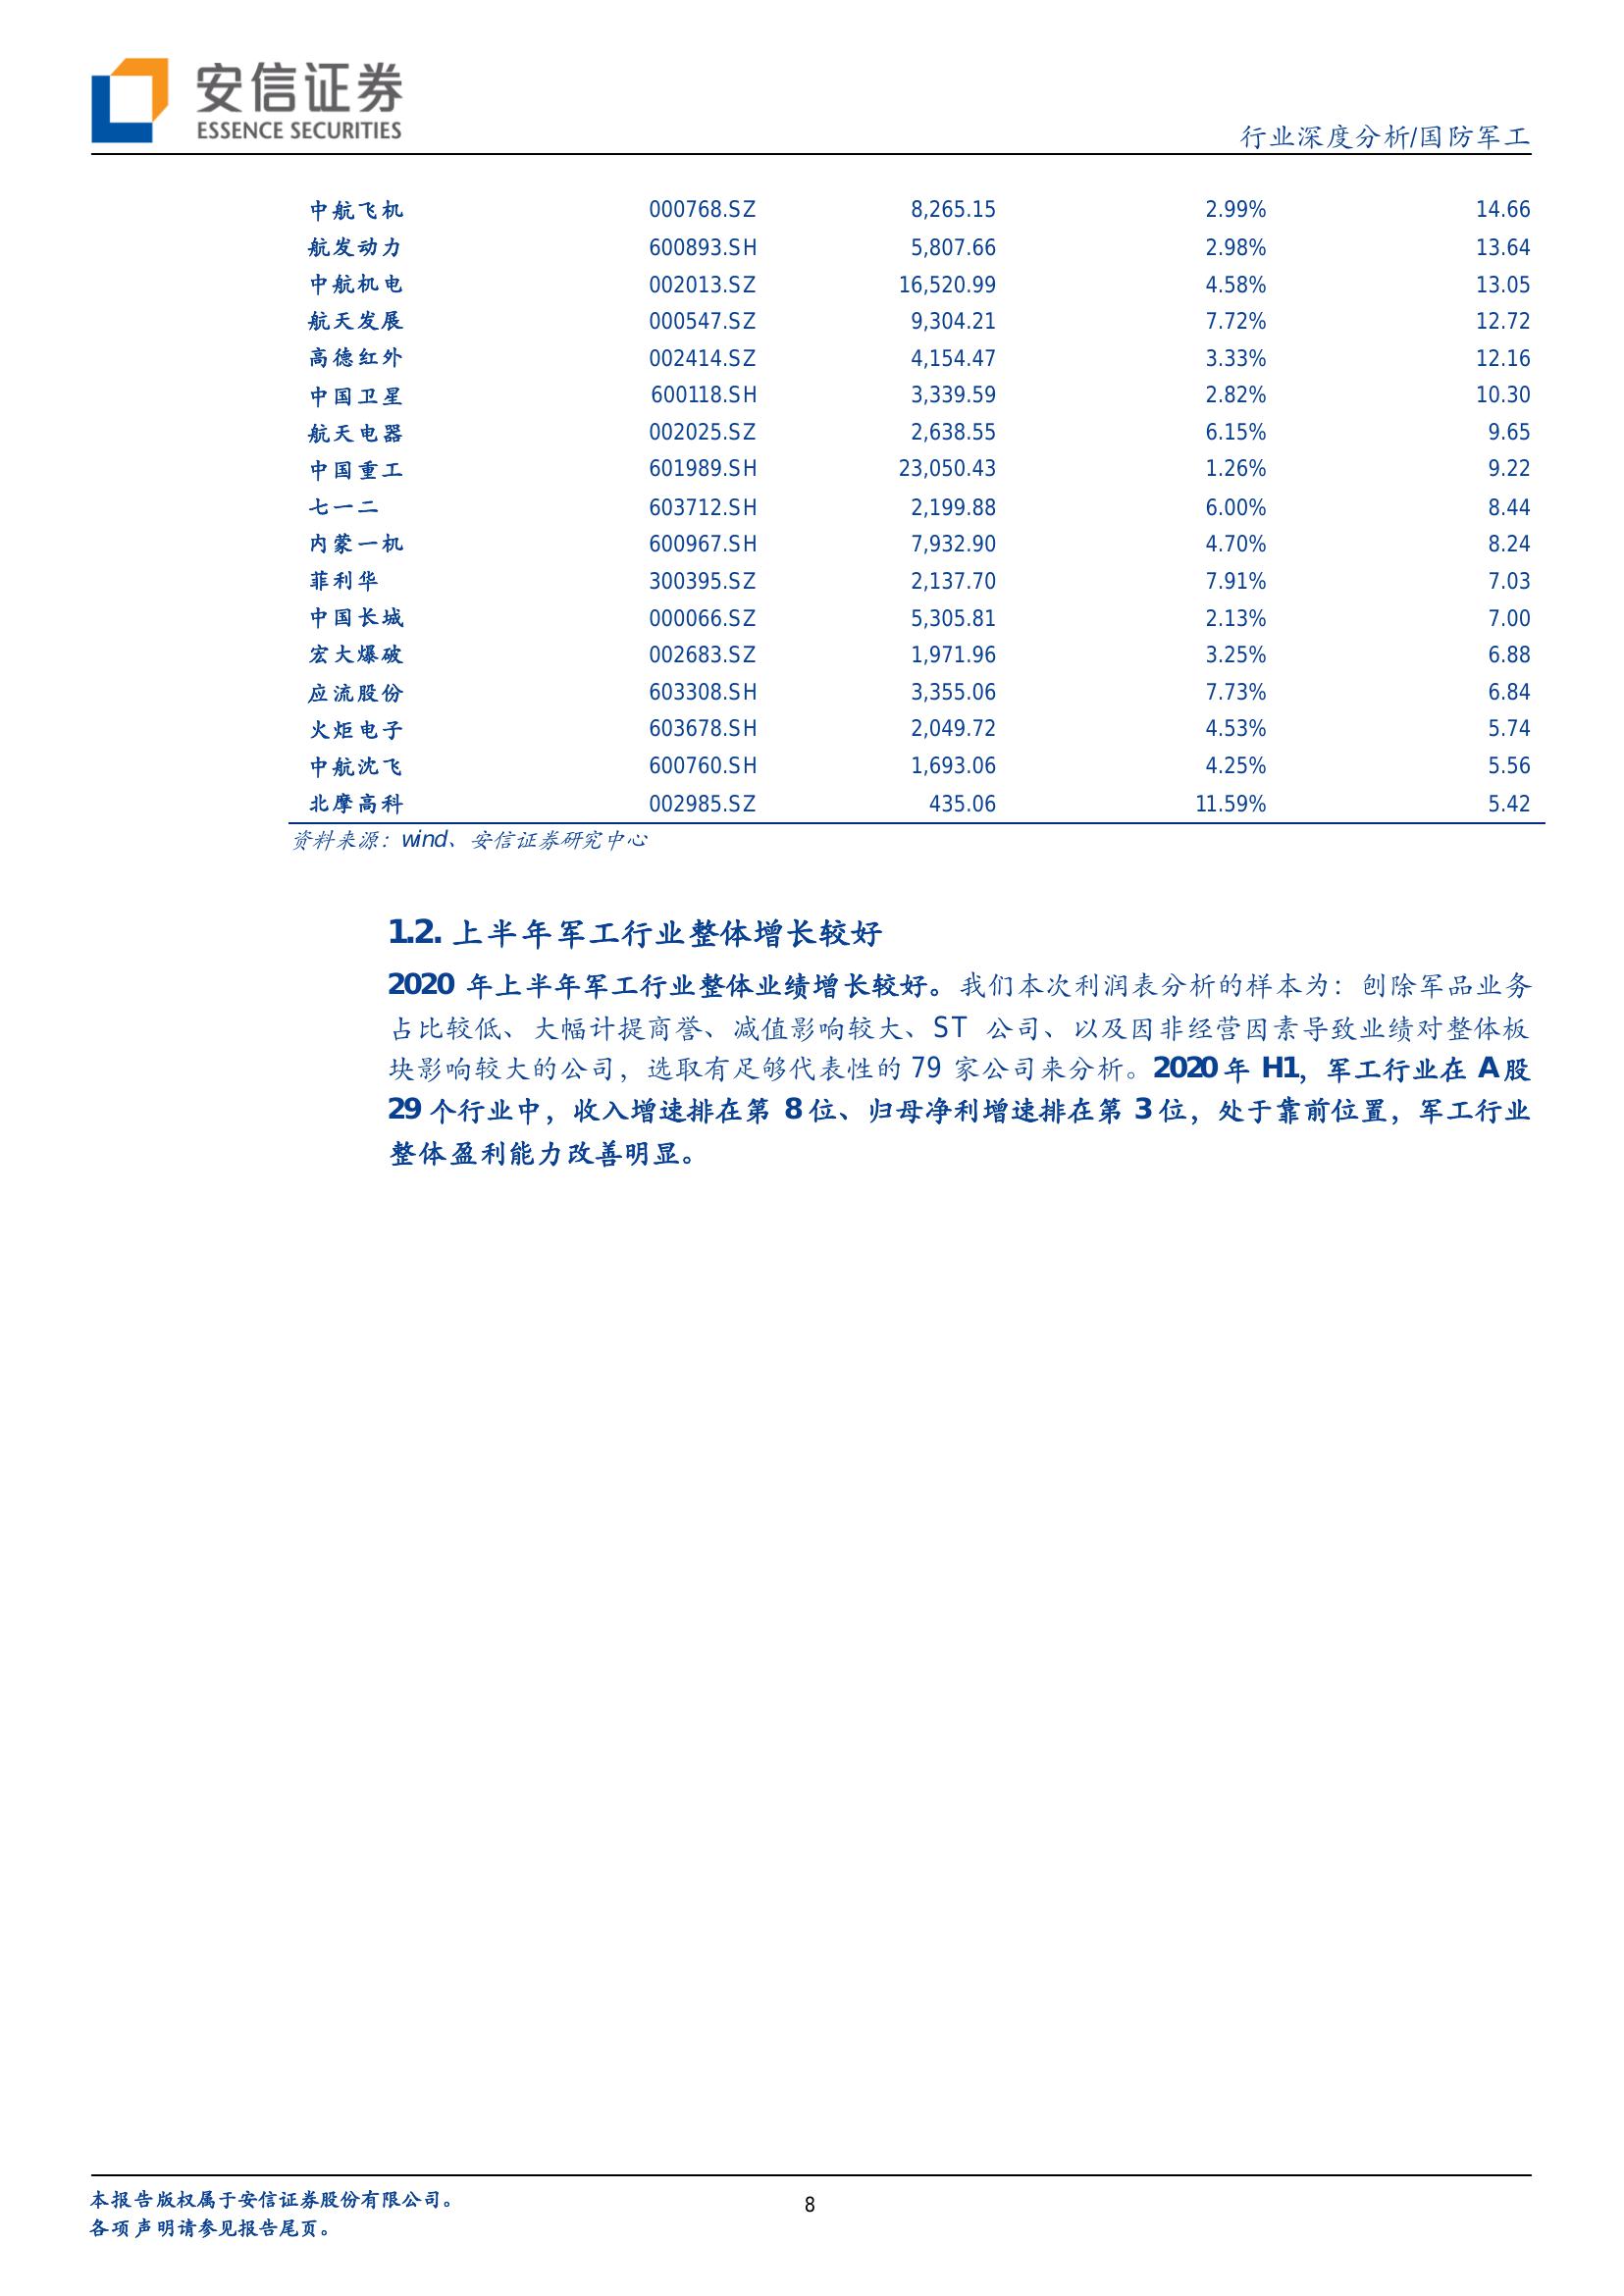 安信证券
ESSENCE SECURITIES
行业深度分析/国防军工
中航飞机 000768.SZ 8,265.15 2.99% 14.66
航发动力 600893.SH 5,807.66 2.98% 13.64
中航机电 002013.SZ 16,520.99 4.58% 13.05
航天发展 000547.SZ 9,304.21 7.72% 12.72
高德红外 002414.SZ 4,154.47 3.33% 12.16
中国卫星 600118.SH 3,339.59 2.82% 10.30
航天电器 002025.SZ 2,638.55 6.15% 9.65
中国重工 601989.SH 23,050.43 1.26% 9.22
七一二 603712.SH 2,199.88 6.00% 8.44
内蒙一机 600967.SH 7,932.90 4.70% 8.24
菲利华 300395.SZ 2,137.70 7.91% 7.03
中国长城 000066.SZ 5,305.81 2.13% 7.00
宏大爆破 002683.SZ 1,971.96 3.25% 6.88
应流股份 603308.SH 3,355.06 7.73% 6.84
火炬电子 603678.SH 2,049.72 4.53% 5.74
中航沈飞 600760.SH 1,693.06 4.25% 5.56
北摩高科 002985.SZ 435.06 11.59% 5.42
资料来源：wind、安信证券研究中心
1.2. 上半年军工行业整体增长较好
2020 年上半年军工行业整体业绩增长较好。我们本次利润表分析的样本为：刨除军品业务
占比较低、大幅计提商誉、减值影响较大、ST 公司、以及因非经营因素导致业绩对整体板
块影响较大的公司，选取有足够代表性的 79 家公司来分析。2020 年 H1，军工行业在 A 股
29 个行业中，收入增速排在第 8 位、归母净利增速排在第 3 位，处于靠前位置，军工行业
整体盈利能力改善明显。
本报告版权属于安信证券股份有限公司。
8
各项声明请参见报告尾页。